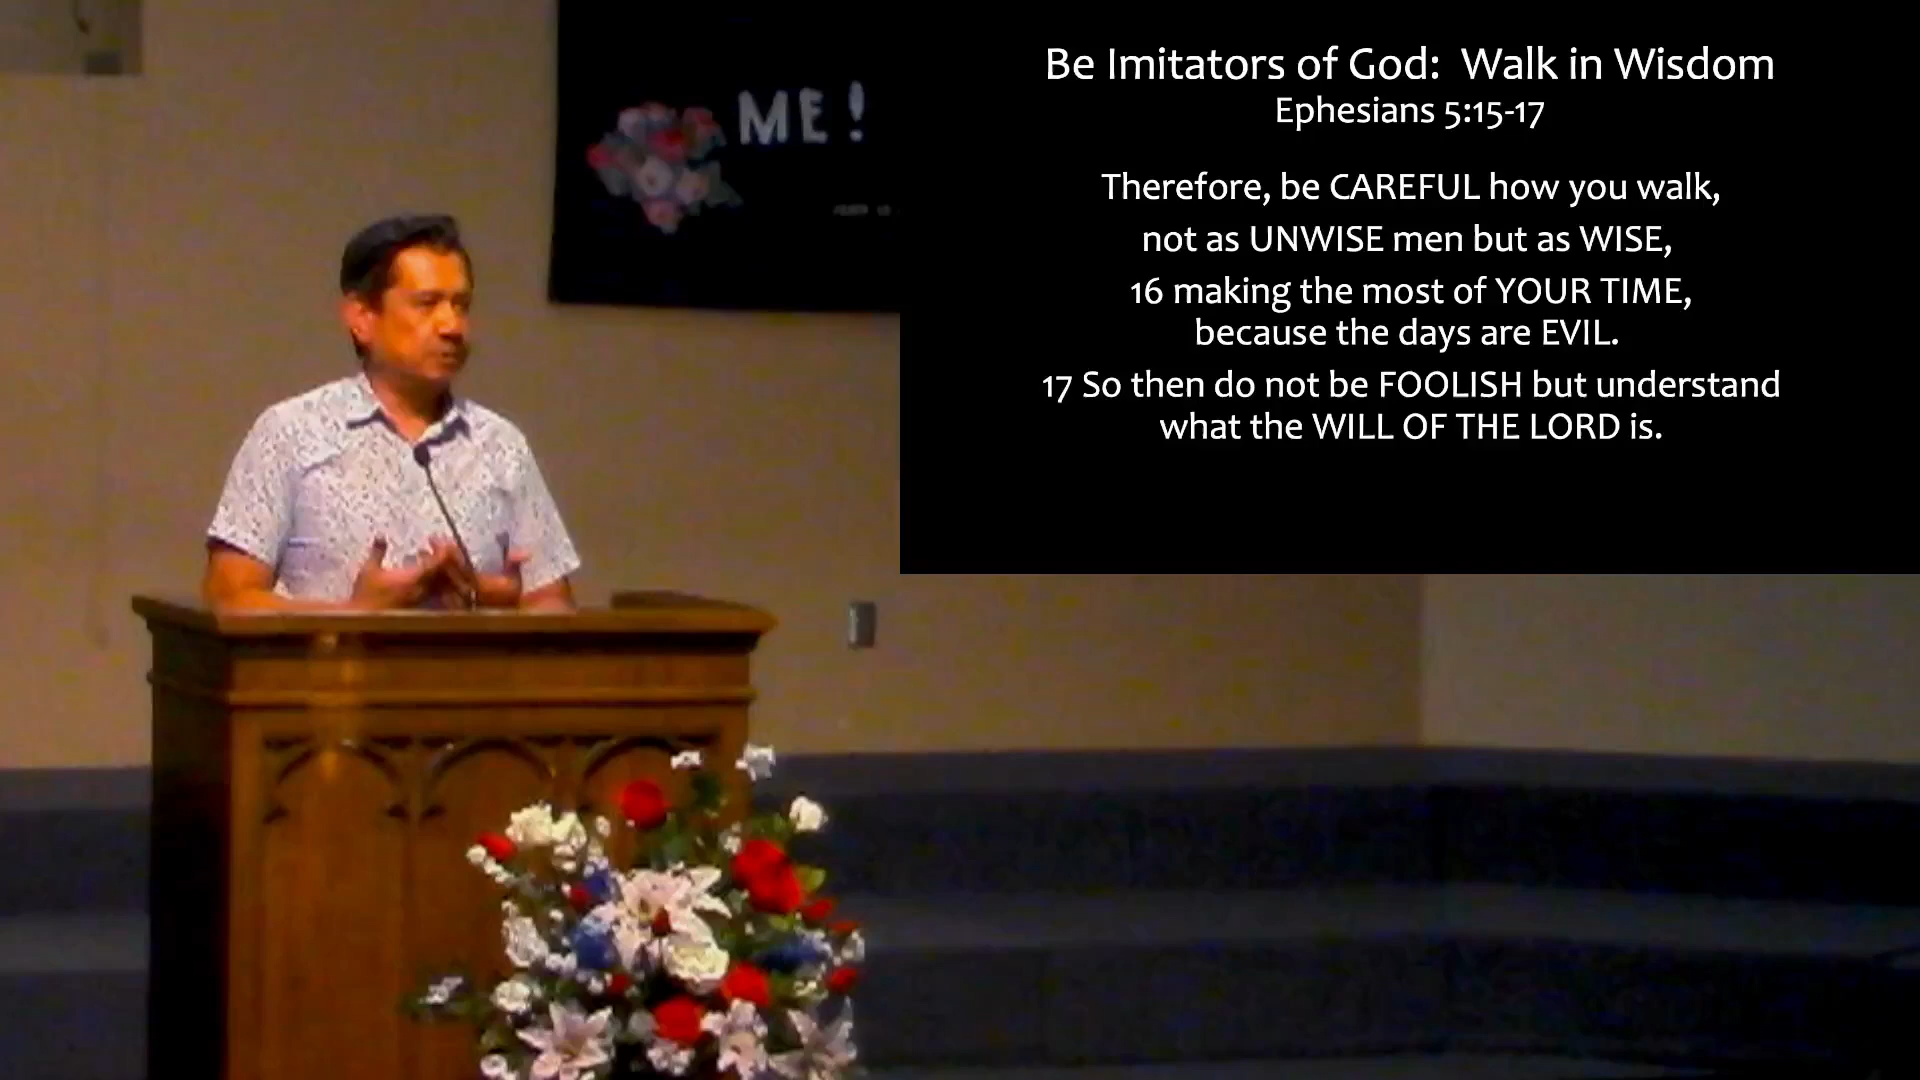 ME!
Be Imitators of God: Walk in Wisdom
Ephesians 5:15-17
Therefore, be CAREFUL how you walk,
not as UNWISE men but as WISE,
16 making the most of YOUR TIME,
because the days are EVIL.
17 So then do not be FOOLISH but understand
what the WILL OF THE LORD is.